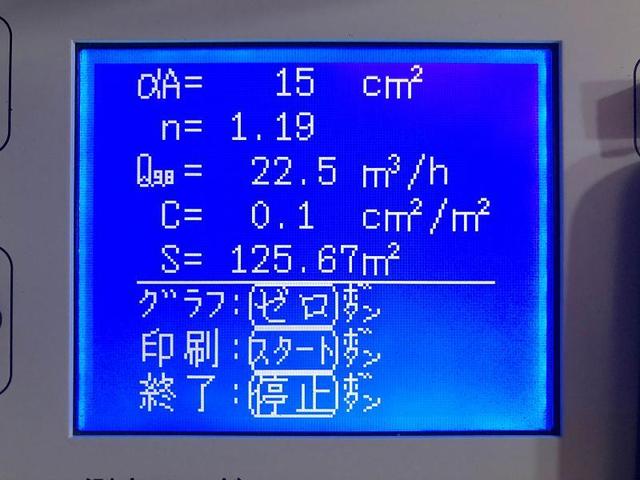 αA= 15 cm²
n= 1.19
Q₉₈= 22.5 m³/h
C= 0.1 cm²/m²
S= 125.67m²
グラフ:ゼロボタン
印刷:スタートボタン
終了:停止ボタン